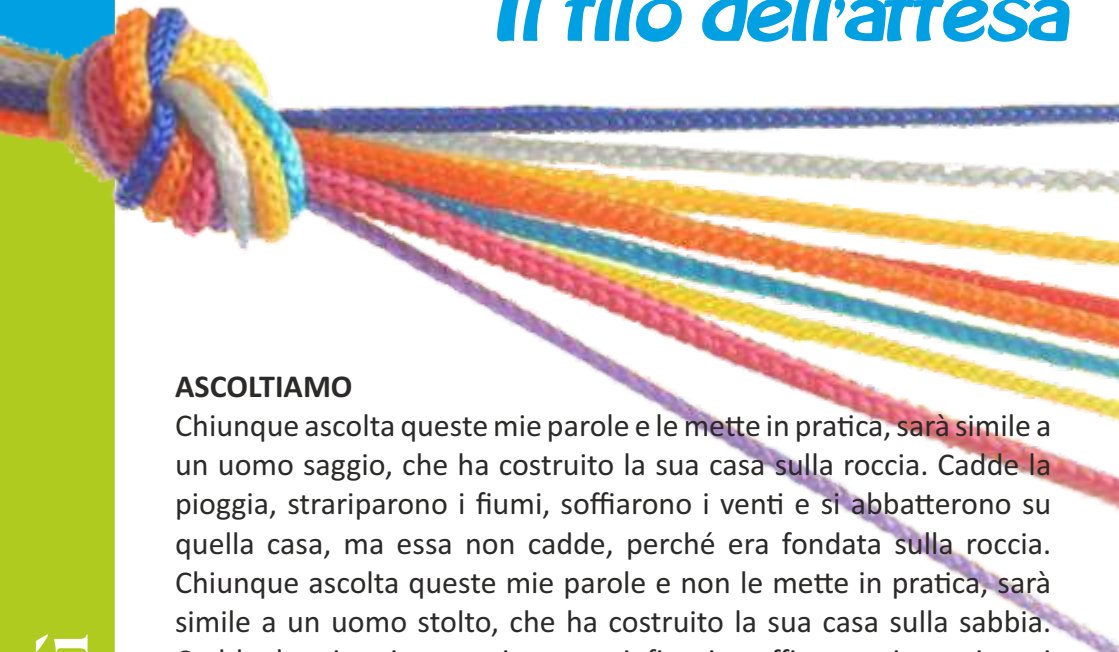 Il filo dell'attesa
ASCOLTIAMO
Chiunque ascolta queste mie parole e le mette in pratica, sarà simile a
un uomo saggio, che ha costruito la sua casa sulla roccia. Cadde la
pioggia, strariparono i fiumi, soffiarono i venti e si abbatterono su
quella casa, ma essa non cadde, perché era fondata sulla roccia.
Chiunque ascolta queste mie parole e non le mette in pratica, sarà
simile a un uomo stolto, che ha costruito la sua casa sulla sabbia.